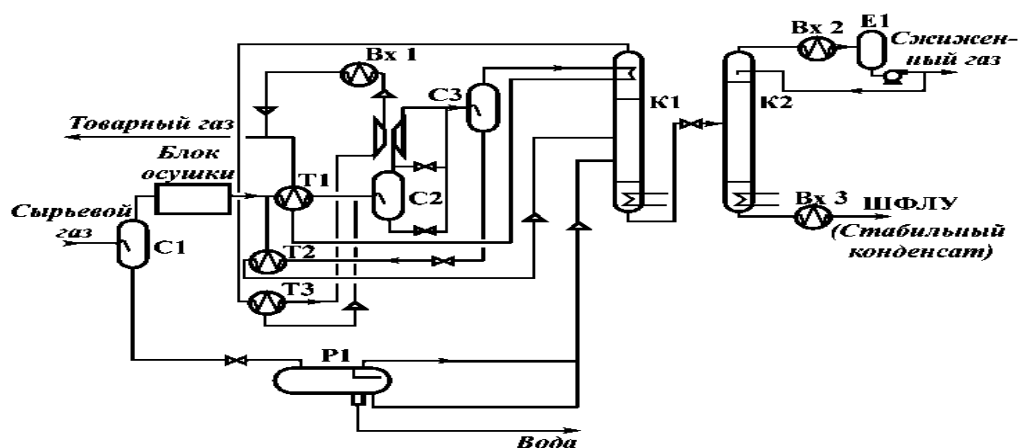 Вх 2
Е1
Сжижен-
ный газ
Вх 1
С3
К1
К2
Товарный газ
Блок
осушки
Т1
С2
Сырьевой
газ
С1
Вх 3
ШФЛУ
(Стабильный
конденсат)
Т2
Т3
Р1
Вода